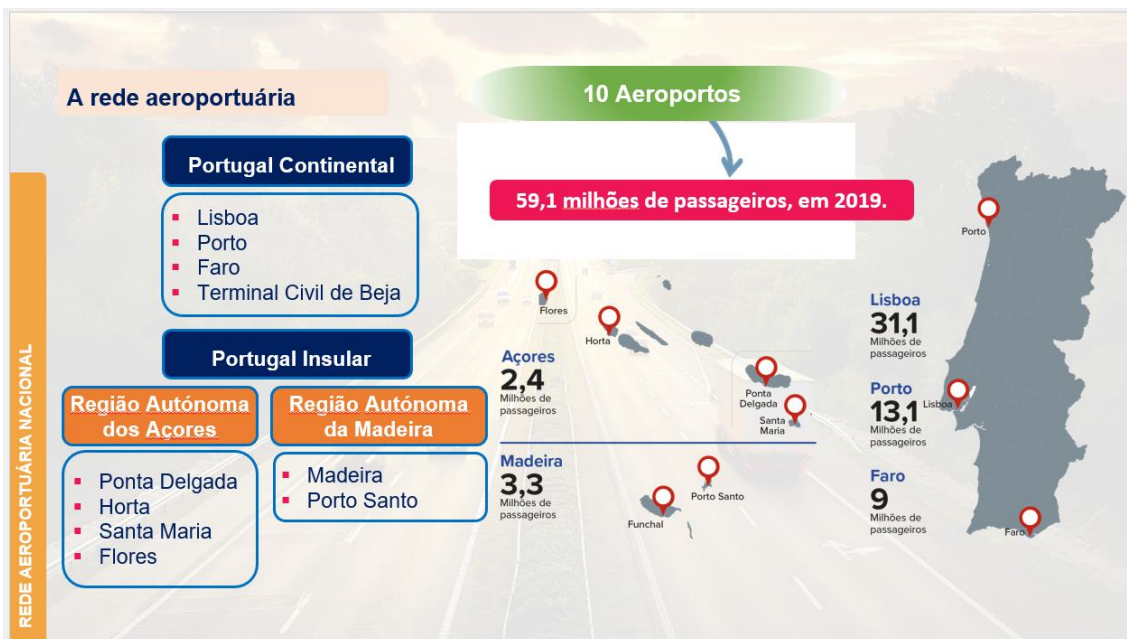 A rede aeroportuária
10 Aeroportos
Portugal Continental
59,1 milhões de passageiros, em 2019.
Lisboa
Porto
Faro
Terminal Civil de Beja
Portugal Insular
Região Autónoma
dos Açores
Região Autónoma
da Madeira
Ponta Delgada
Horta
Santa Maria
Flores
Madeira
Porto Santo
REDE AEROPORTUÁRIA NACIONAL
Flores
Horta
Açores
2,4
Milhões de
passageiros
Ponta
Delgada
Santa
Maria
Madeira
3,3
Milhões de
passageiros
Porto Santo
Funchal
Porto
Lisboa
31,1
Milhões de
passageiros
Porto
13,1
Milhões de
passageiros
Lisboa
Faro
9
Milhões de
passageiros
Faro